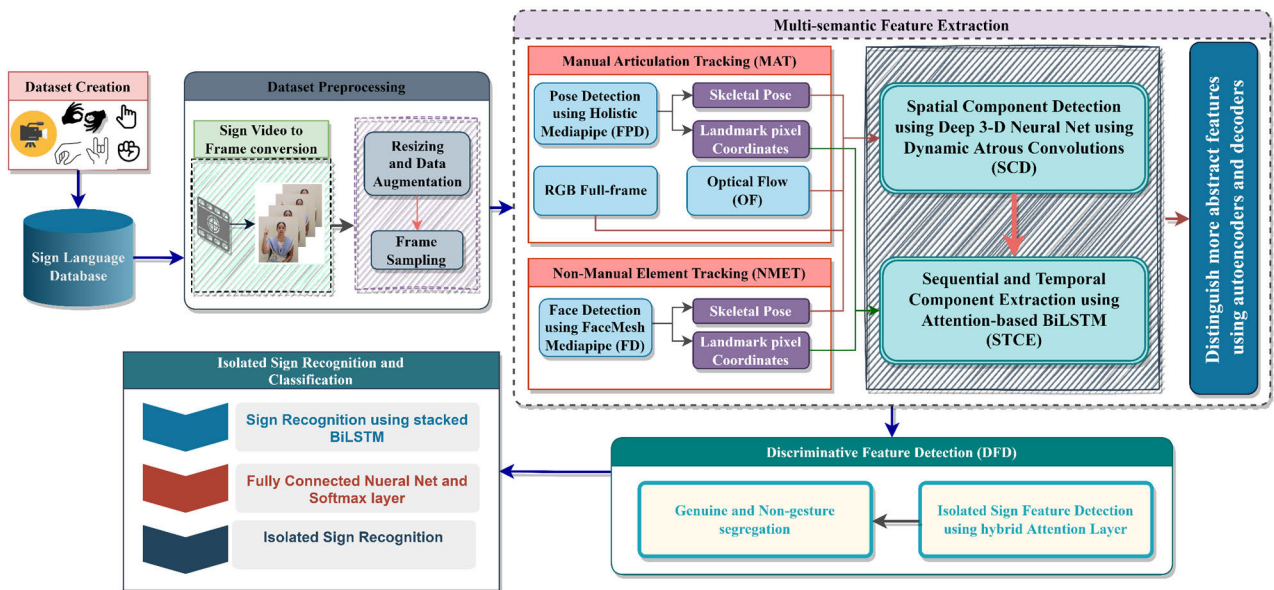 Dataset Creation
Sign Language
Database
Dataset Preprocessing
Sign Video to
Frame conversion
Resizing
and Data
Augmentation
Frame
Sampling
Multi-semantic Feature Extraction
Manual Articulation Tracking (MAT)
Pose Detection
using Holistic
Mediapipe (FPD)
Skeletal Pose
Landmark pixel
Coordinates
RGB Full-frame
Optical Flow
(OF)
Non-Manual Element Tracking (NMET)
Face Detection
using FaceMesh
Mediapipe (FD)
Skeletal Pose
Landmark pixel
Coordinates
Spatial Component Detection
using Deep 3-D Neural Net using
Dynamic Atrous Convolutions
(SCD)
Sequential and Temporal
Component Extraction using
Attention-based BiLSTM
(STCE)
Distinguish more abstract features
using autoencoders and decoders
Discriminative Feature Detection (DFD)
Isolated Sign Feature Detection
using hybrid Attention Layer
Genuine and Non-gesture
segregation
Isolated Sign Recognition and
Classification
Sign Recognition using stacked
BiLSTM
Fully Connected Nueral Net and
Softmax layer
Isolated Sign Recognition